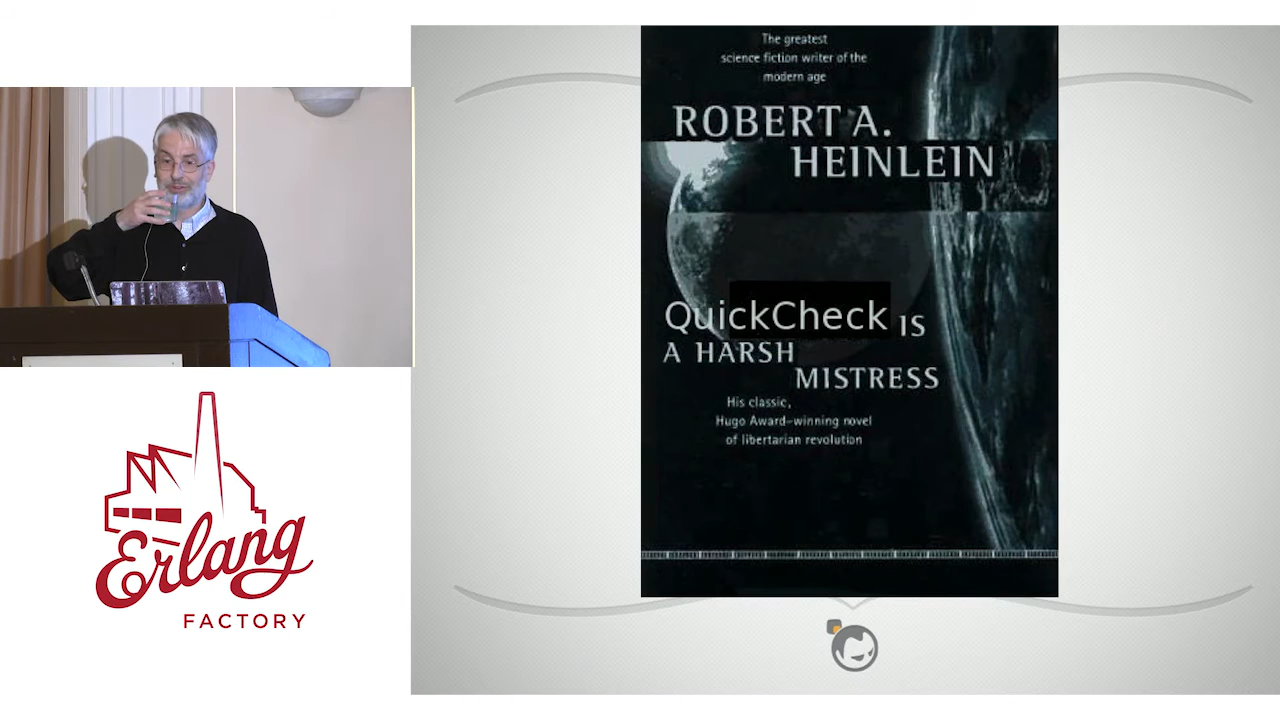 The greatest
science fiction writer of the
modern age
ROBERT A.
HEINLEIN
QuickCheck IS
A HARSH
MISTRESS
His classic,
Hugo Award-winning novel
of libertarian revolution
Erlang
FACTORY